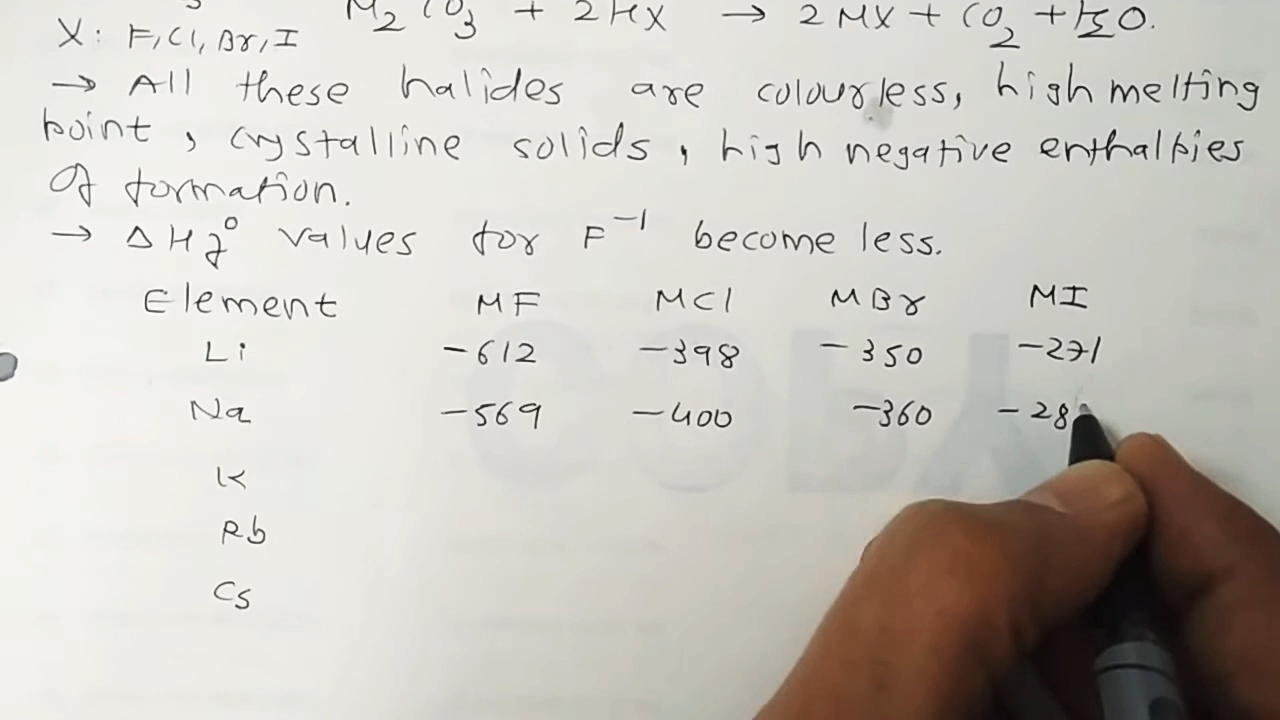 M₂CO₃ + 2HX → 2MX + CO₂ + H₂O.
X: F, Cl, Br, I
→ All these halides are colourless, high melting
point, crystalline solids, high negative enthalpies
of formation.
→ ΔHf° values for F⁻¹ become less.
Element MF MCl MBr MI
Li -612 -398 -350 -271
Na -569 -400 -360 -28
K
Rb
Cs